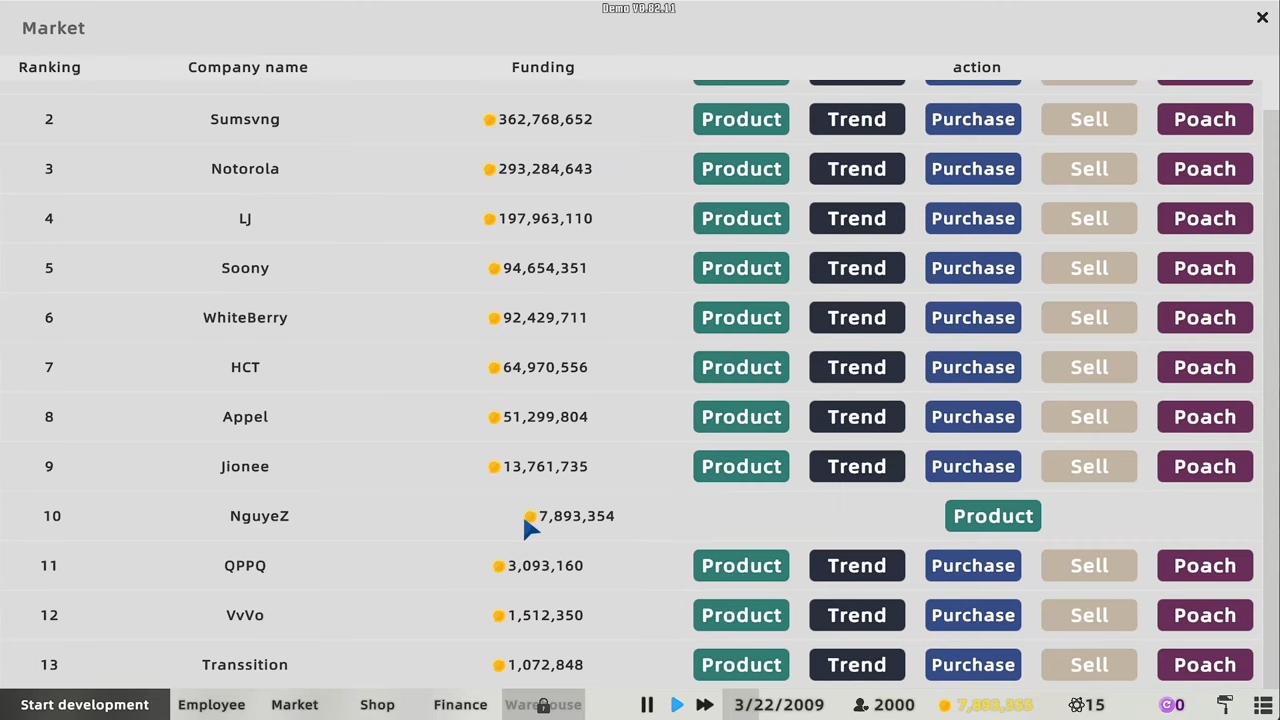 Demo V0.82.11
Market
Ranking Company name Funding action
2 Sumsvng 362,768,652 Product Trend Purchase Sell Poach
3 Notorola 293,284,643 Product Trend Purchase Sell Poach
4 LJ 197,963,110 Product Trend Purchase Sell Poach
5 Soony 94,654,351 Product Trend Purchase Sell Poach
6 WhiteBerry 92,429,711 Product Trend Purchase Sell Poach
7 HCT 64,970,556 Product Trend Purchase Sell Poach
8 Appel 51,299,804 Product Trend Purchase Sell Poach
9 Jionee 13,761,735 Product Trend Purchase Sell Poach
10 NguyeZ 7,893,354 Product
11 QPPQ 3,093,160 Product Trend Purchase Sell Poach
12 VvVo 1,512,350 Product Trend Purchase Sell Poach
13 Transsition 1,072,848 Product Trend Purchase Sell Poach
Start development Employee Market Shop Finance Warehouse 3/22/2009 2000 15 0